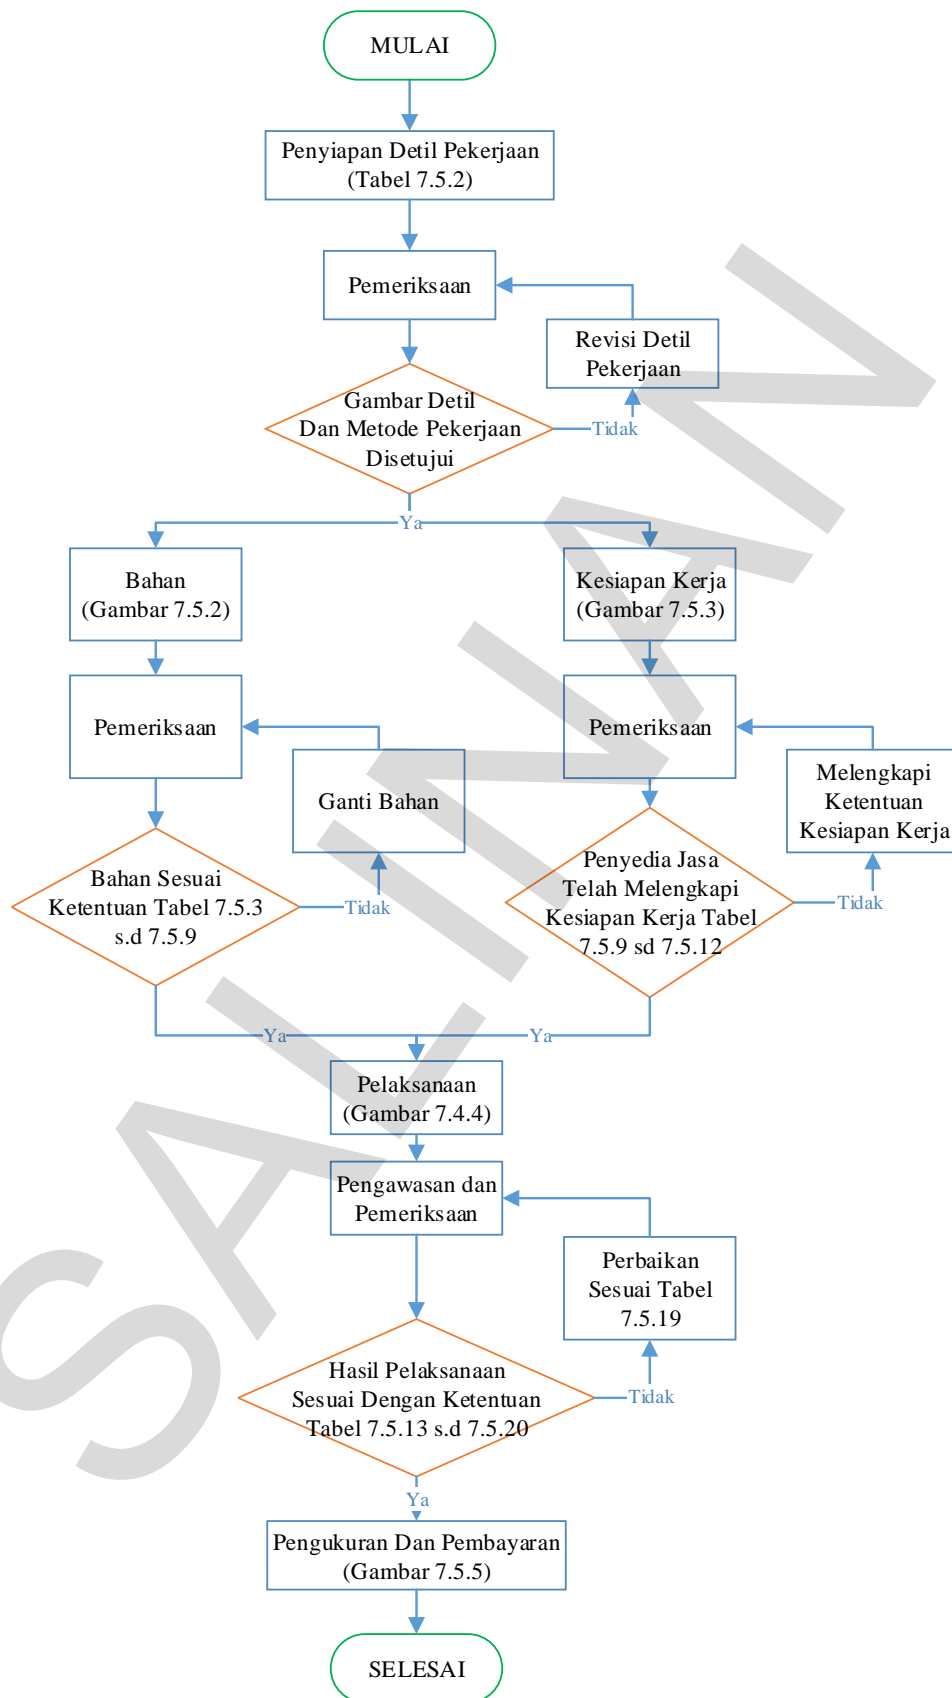 MULAI
Penyiapan Detil Pekerjaan
(Tabel 7.5.2)
Pemeriksaan
Revisi Detil
Pekerjaan
Gambar Detil
Dan Metode Pekerjaan
Disetujui
Tidak
Ya
Bahan
(Gambar 7.5.2)
Kesiapan Kerja
(Gambar 7.5.3)
Pemeriksaan
Pemeriksaan
Ganti Bahan
Melengkapi
Ketentuan
Kesiapan Kerja
Bahan Sesuai
Ketentuan Tabel 7.5.3
s.d 7.5.9
Tidak
Penyedia Jasa
Telah Melengkapi
Kesiapan Kerja Tabel
7.5.9 sd 7.5.12
Tidak
Ya
Ya
Pelaksanaan
(Gambar 7.4.4)
Pengawasan dan
Pemeriksaan
Perbaikan
Sesuai Tabel
7.5.19
Hasil Pelaksanaan
Sesuai Dengan Ketentuan
Tabel 7.5.13 s.d 7.5.20
Tidak
Ya
Pengukuran Dan Pembayaran
(Gambar 7.5.5)
SELESAI
SALINAN